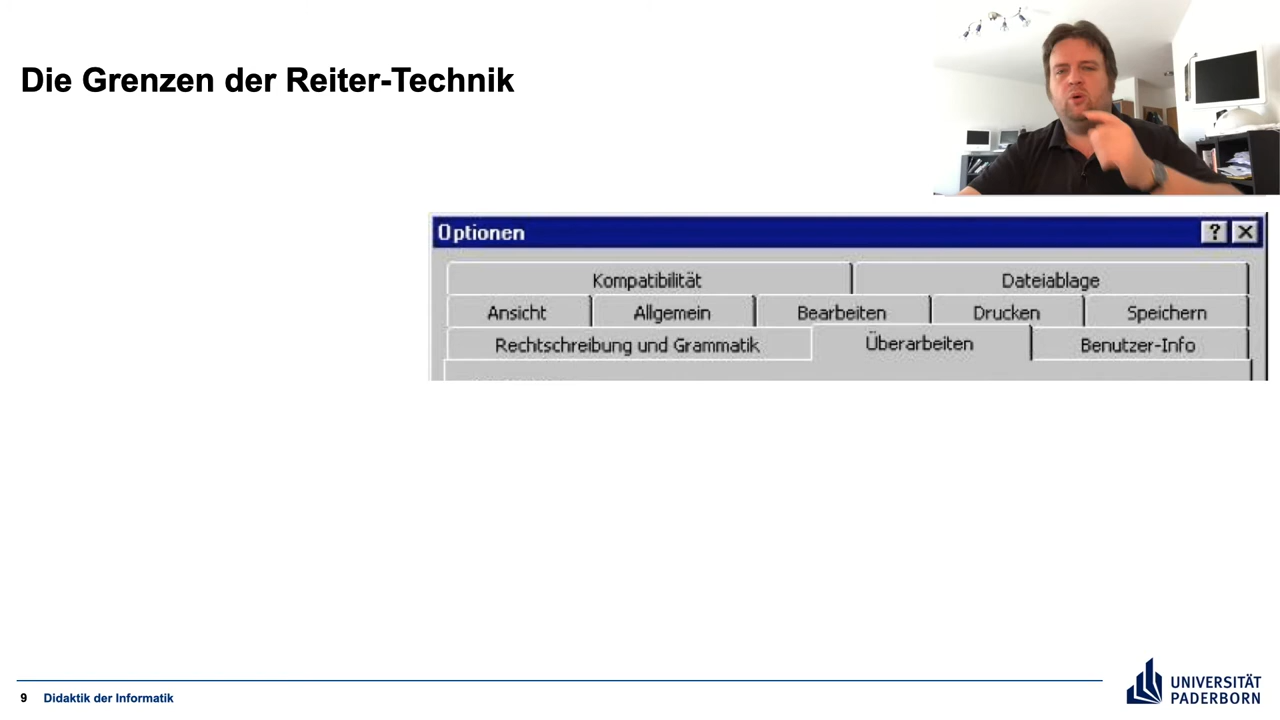 Die Grenzen der Reiter-Technik
Optionen
Kompatibilität Dateiablage
Ansicht Allgemein Bearbeiten Drucken Speichern
Rechtschreibung und Grammatik Überarbeiten Benutzer-Info
9 Didaktik der Informatik
UNIVERSITÄT
PADERBORN